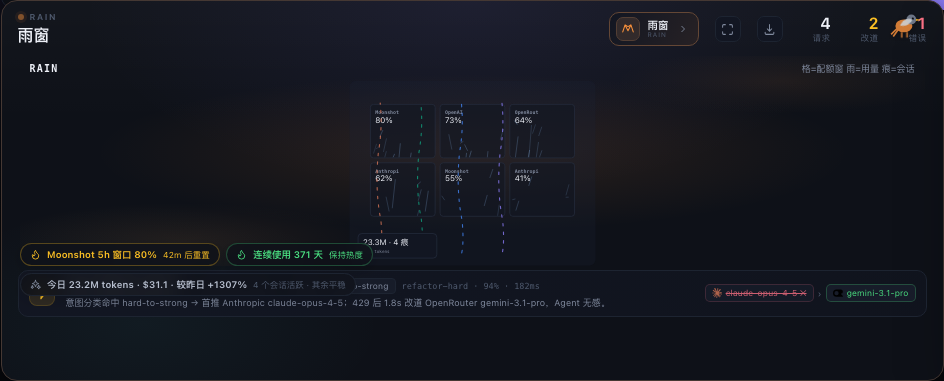 RAIN
雨窗
雨窗
RAIN
4
请求
2
改道
1
错误
RAIN
格=配额窗 雨=用量 痕=会话
Moonshot
80%
OpenAI
73%
OpenRout
64%
Anthropi
62%
Moonshot
55%
Anthropi
41%
23.3M · 4 痕
tokens
Moonshot 5h 窗口 80% 42m 后重置
连续使用 371 天 保持热度
今日 23.2M tokens · $31.1 · 较昨日 +1307% 4 个会话活跃 · 其余平稳
o-strong refactor-hard · 94% · 182ms
意图分类命中 hard-to-strong → 首推 Anthropic claude-opus-4-5; 429 后 1.8s 改道 OpenRouter gemini-3.1-pro。Agent 无感。
claude-opus-4-5 ✕ › gemini-3.1-pro